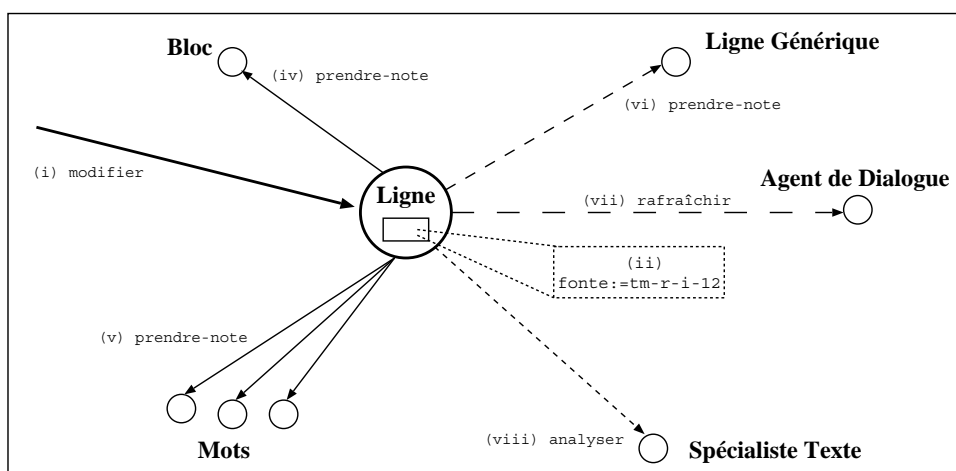 Bloc
Ligne Générique
(iv) prendre-note
(vi) prendre-note
(i) modifier
Ligne
Agent de Dialogue
(vii) rafraîchir
(ii)
fonte:=tm-r-i-12
(v) prendre-note
(viii) analyser
Mots
Spécialiste Texte